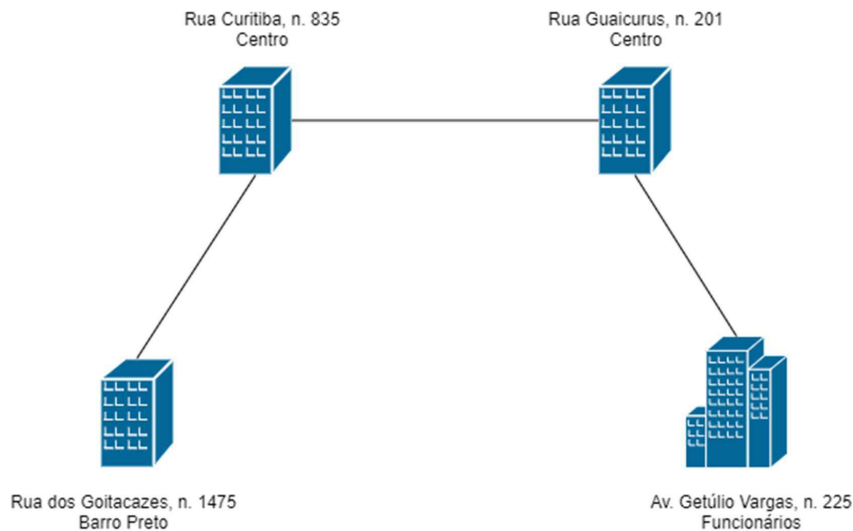 Rua Curitiba, n. 835
Centro
Rua Guaicurus, n. 201
Centro
Rua dos Goitacazes, n. 1475
Barro Preto
Av. Getúlio Vargas, n. 225
Funcionários